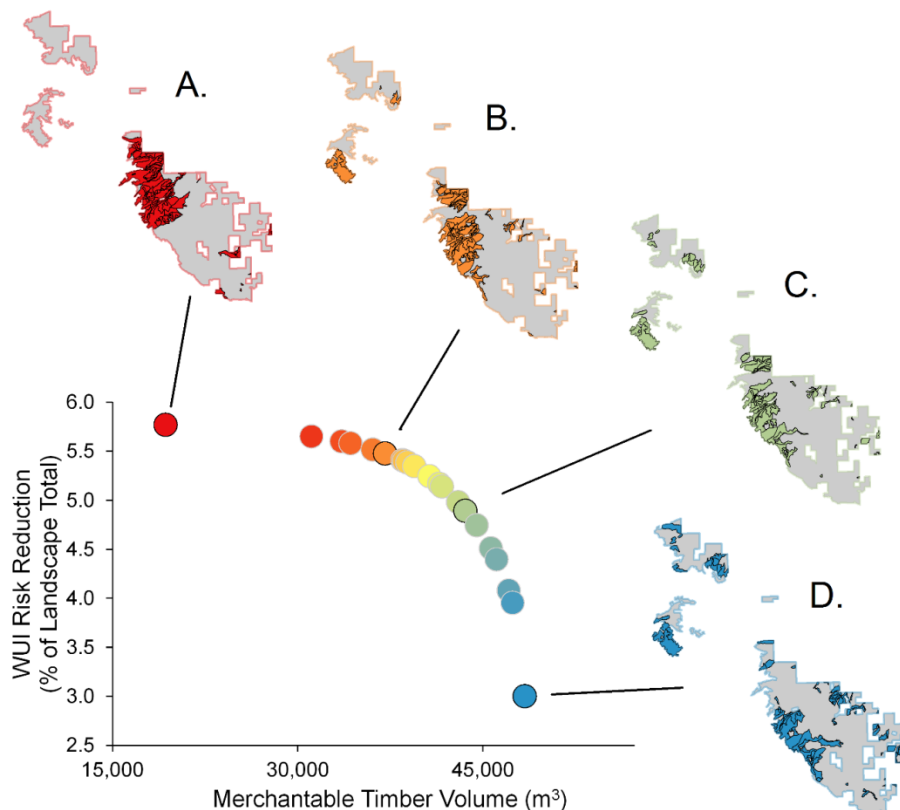 A.
B.
C.
D.
WUI Risk Reduction
(% of Landscape Total)
6.0
5.5
5.0
4.5
4.0
3.5
3.0
2.5
15,000
30,000
45,000
Merchantable Timber Volume (m³)